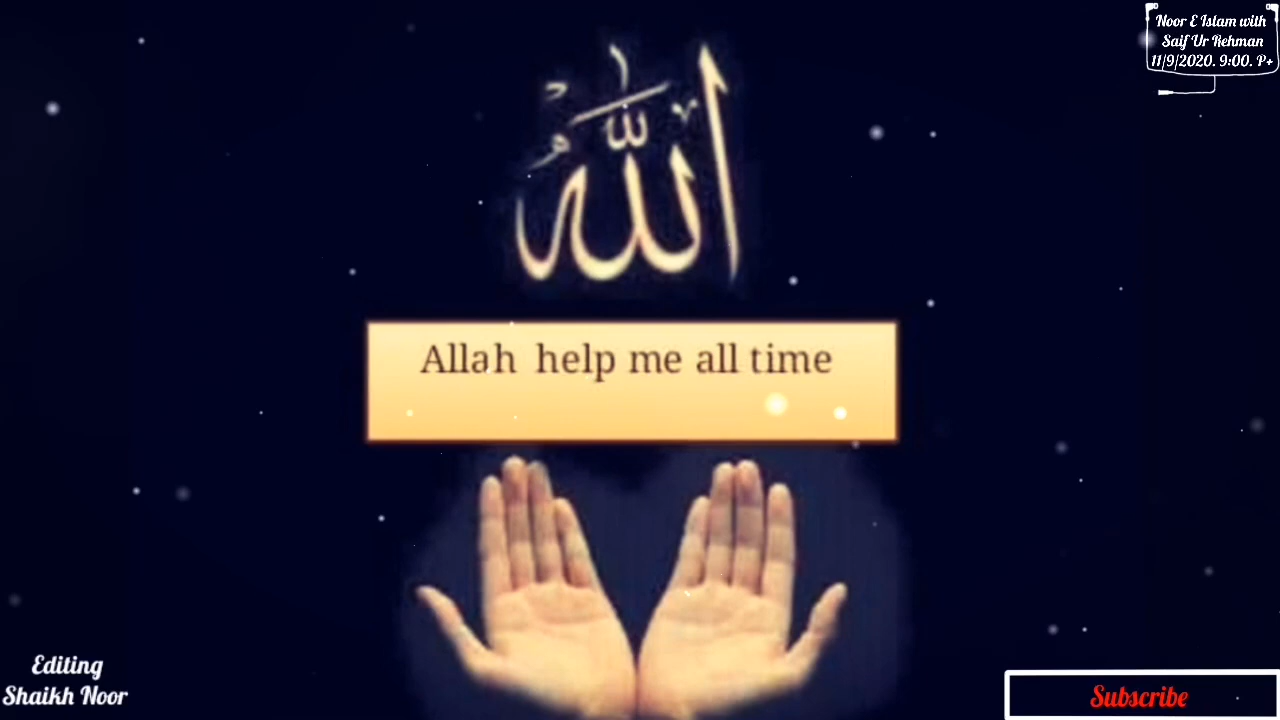 Noor E Islam with
Saif Ur Rehman
11/9/2020. 9:00. P+
اللّٰهُ
Allah help me all time
Editing
Shaikh Noor
Subscribe